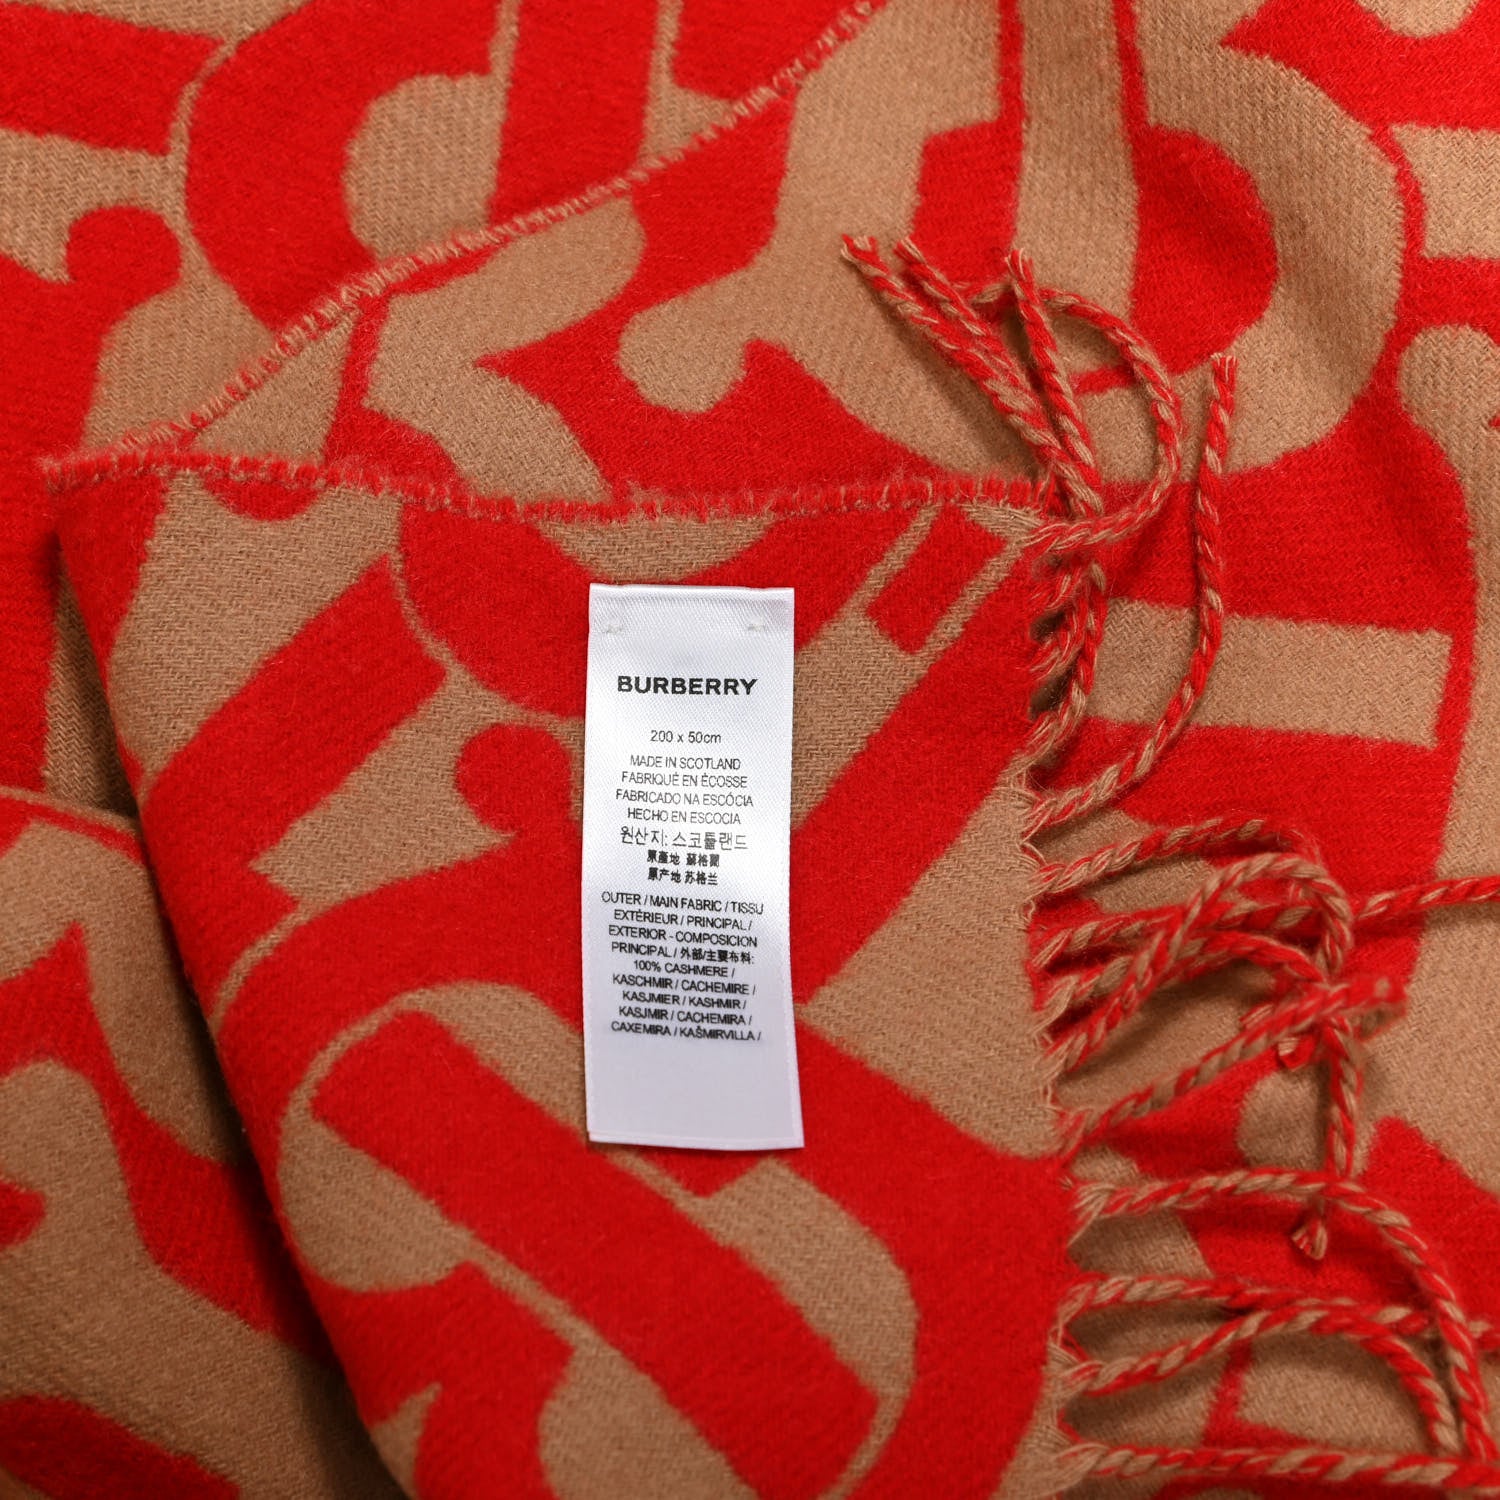 BURBERRY
200 x 50cm
MADE IN SCOTLAND
FABRIQUÉ EN ÉCOSSE
FABRICADO NA ESCÓCIA
HECHO EN ESCOCIA
원산지: 스코틀랜드
原產地 蘇格蘭
原产地 苏格兰
OUTER / MAIN FABRIC / TISSU
EXTÉRIEUR / PRINCIPAL /
EXTERIOR - COMPOSICION
PRINCIPAL / 外部/主要布料:
100% CASHMERE /
KASCHMIR / CACHEMIRE /
KASJMIER / KASHMIR /
KASJMIR / CACHEMIRA /
CAXEMIRA / KAŠMIRVILLA /